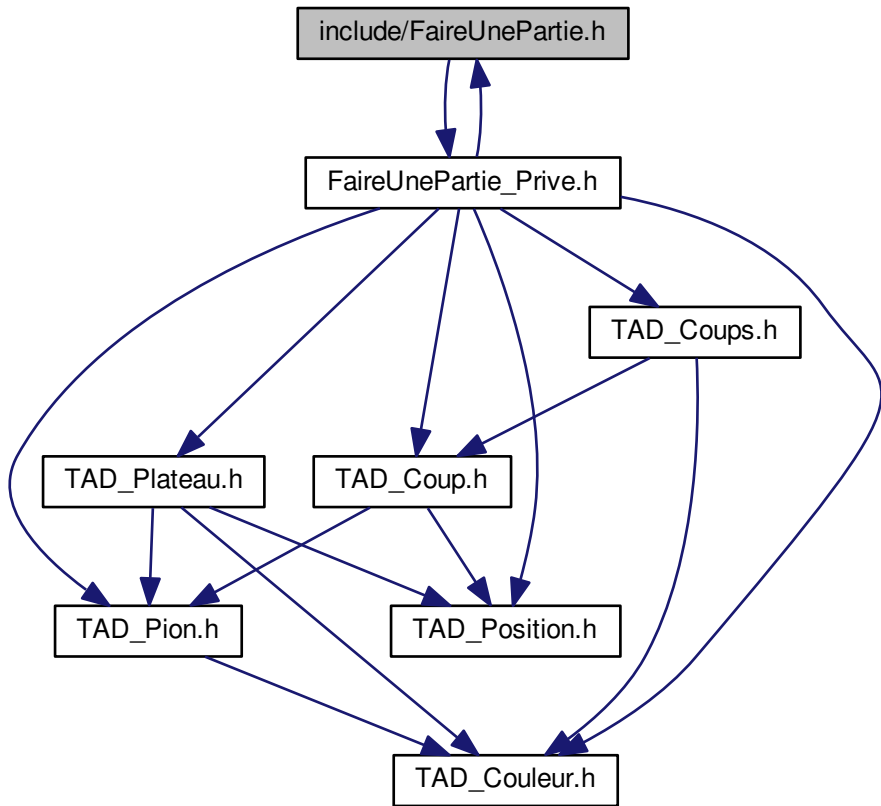 include/FaireUnePartie.h
FaireUnePartie_Prive.h
TAD_Coups.h
TAD_Plateau.h
TAD_Coup.h
TAD_Pion.h
TAD_Position.h
TAD_Couleur.h